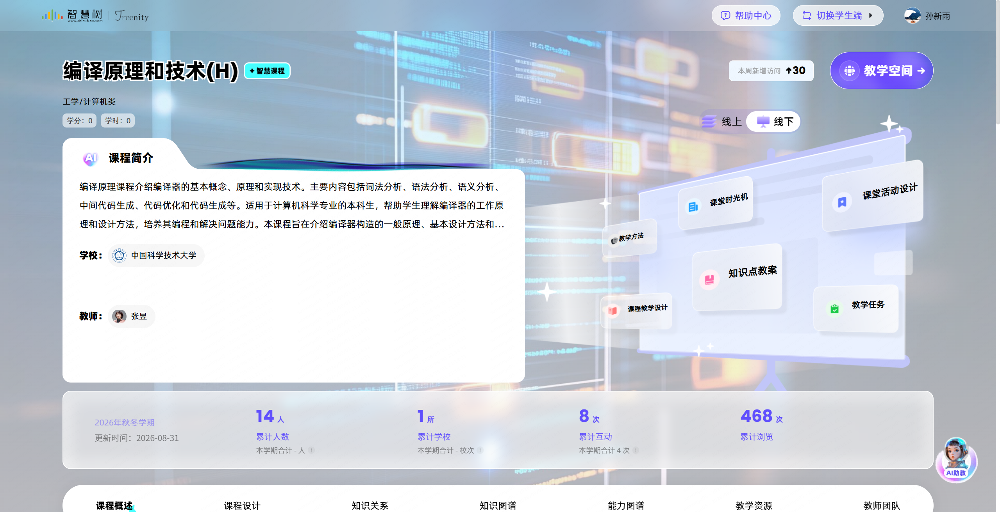 智慧树
www.zhihuishu.com
Treenity
帮助中心
切换学生端
孙新雨
编译原理和技术(H)
智慧课程
本周新增访问 30
教学空间
工学/计算机类
学分：0
学时：0
线上
线下
AI
课程简介
编译原理课程介绍编译器的基本概念、原理和实现技术。主要内容包括词法分析、语法分析、语义分析、
中间代码生成、代码优化和代码生成等。适用于计算机科学专业的本科生，帮助学生理解编译器的工作原
理和设计方法，培养其编程和解决问题能力。本课程旨在介绍编译器构造的一般原理、基本设计方法和...
学校：
中国科学技术大学
教师：
张昱
课堂时光机
课堂活动设计
教学方法
知识点教案
课程教学设计
教学任务
2026年秋冬学期
更新时间：2026-08-31
14 人
累计人数
本学期合计 - 人
1 所
累计学校
本学期合计 - 校次
8 次
累计互动
本学期合计 4 次
468 次
累计浏览
AI助教
课程概述
课程设计
知识关系
知识图谱
能力图谱
教学资源
教师团队